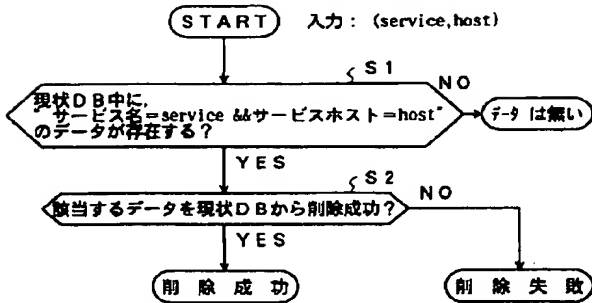 START 入力: (service,host)
S1
現状DB中に,
"サービス名=service &&サービスホスト=host"
のデータが存在する?
NO
データは無い
YES
S2
該当するデータを現状DBから削除成功?
NO
YES
削除成功
削除失敗